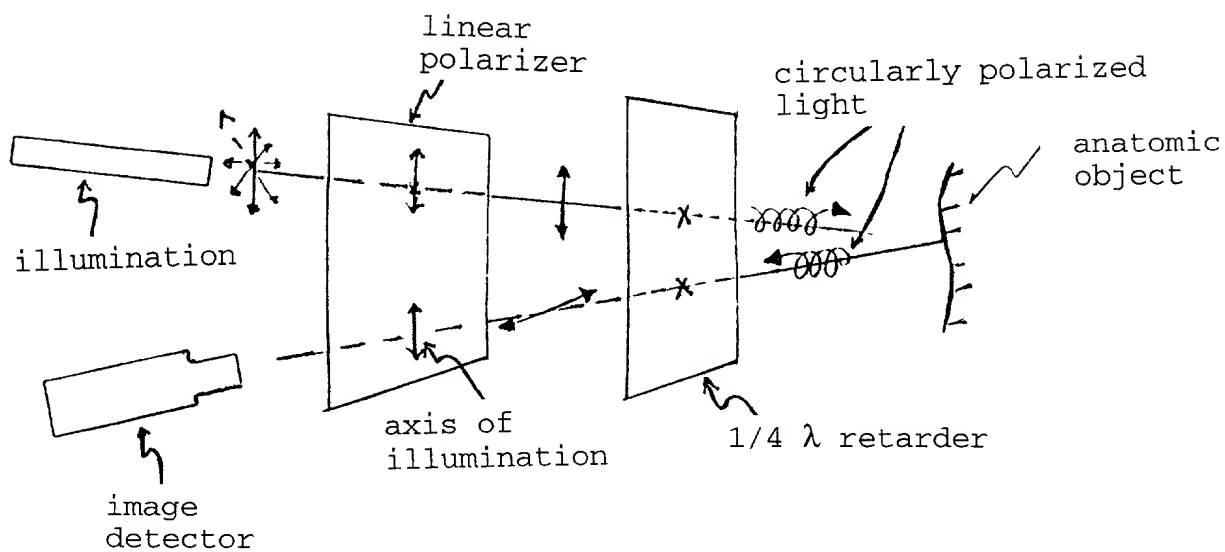 linear
polarizer
circularly polarized
light
anatomic
object
illumination
axis of
illumination
1/4 λ retarder
image
detector